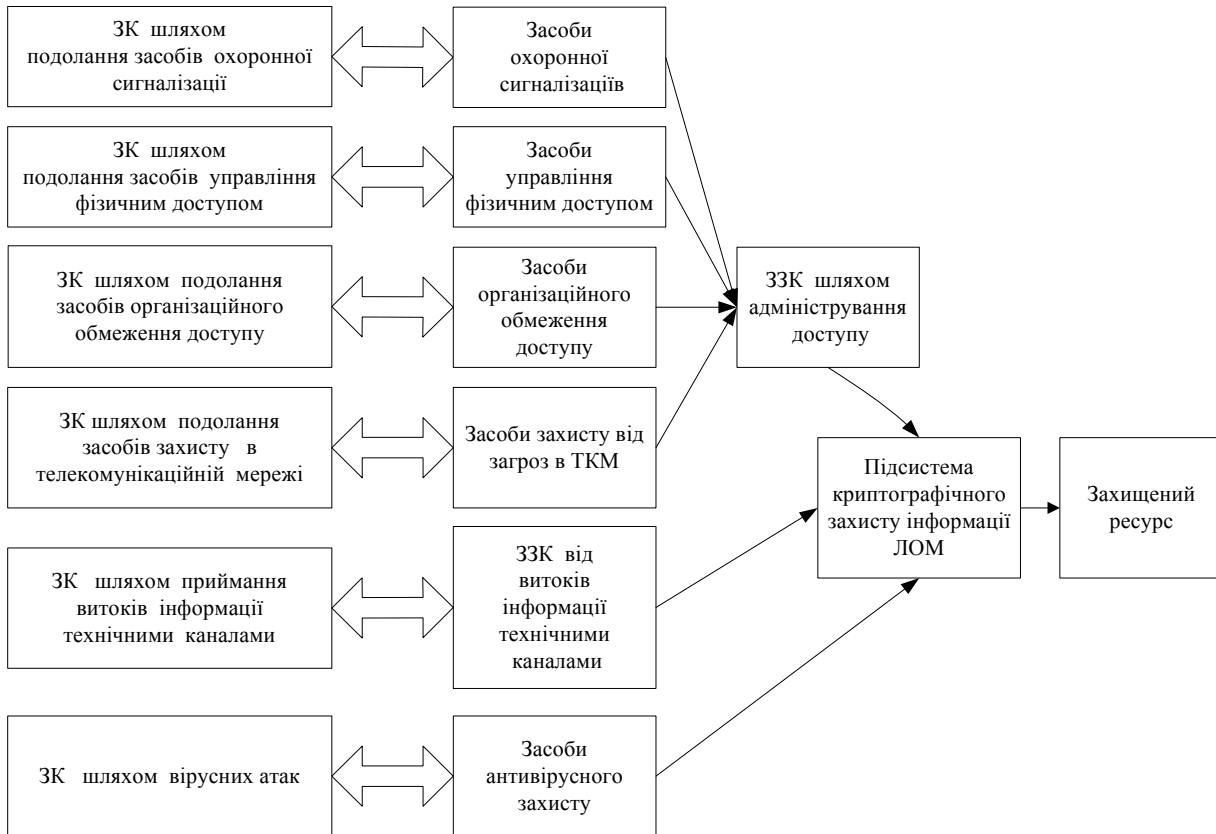 ЗК шляхом
подолання засобів охоронної
сигналізації
Засоби
охоронної
сигналізаціїв
ЗК шляхом
подолання засобів управління
фізичним доступом
Засоби
управління
фізичним доступом
ЗК шляхом подолання
засобів організаційного
обмеження доступу
Засоби
організаційного
обмеження
доступу
ЗЗК шляхом
адміністрування
доступу
ЗК шляхом подолання
засобів захисту в
телекомунікаційній мережі
Засоби захисту від
загроз в ТКМ
Підсистема
криптографічного
захисту інформації
ЛОМ
Захищений
ресурс
ЗК шляхом приймання
витоків інформації
технічними каналами
ЗЗК від
витоків
інформації
технічними
каналами
ЗК шляхом вірусних атак
Засоби
антивірусного
захисту